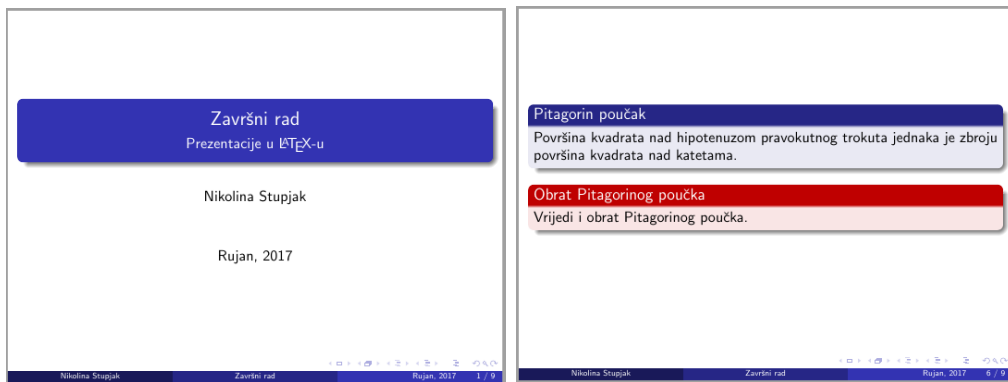 Završni rad
Prezentacije u LATEX-u
Nikolina Stupjak
Rujan, 2017
Nikolina Stupjak Završni rad Rujan, 2017 1 / 9
Pitagorin poučak
Površina kvadrata nad hipotenuzom pravokutnog trokuta jednaka je zbroju
površina kvadrata nad katetama.
Obrat Pitagorinog poučka
Vrijedi i obrat Pitagorinog poučka.
Nikolina Stupjak Završni rad Rujan, 2017 6 / 9